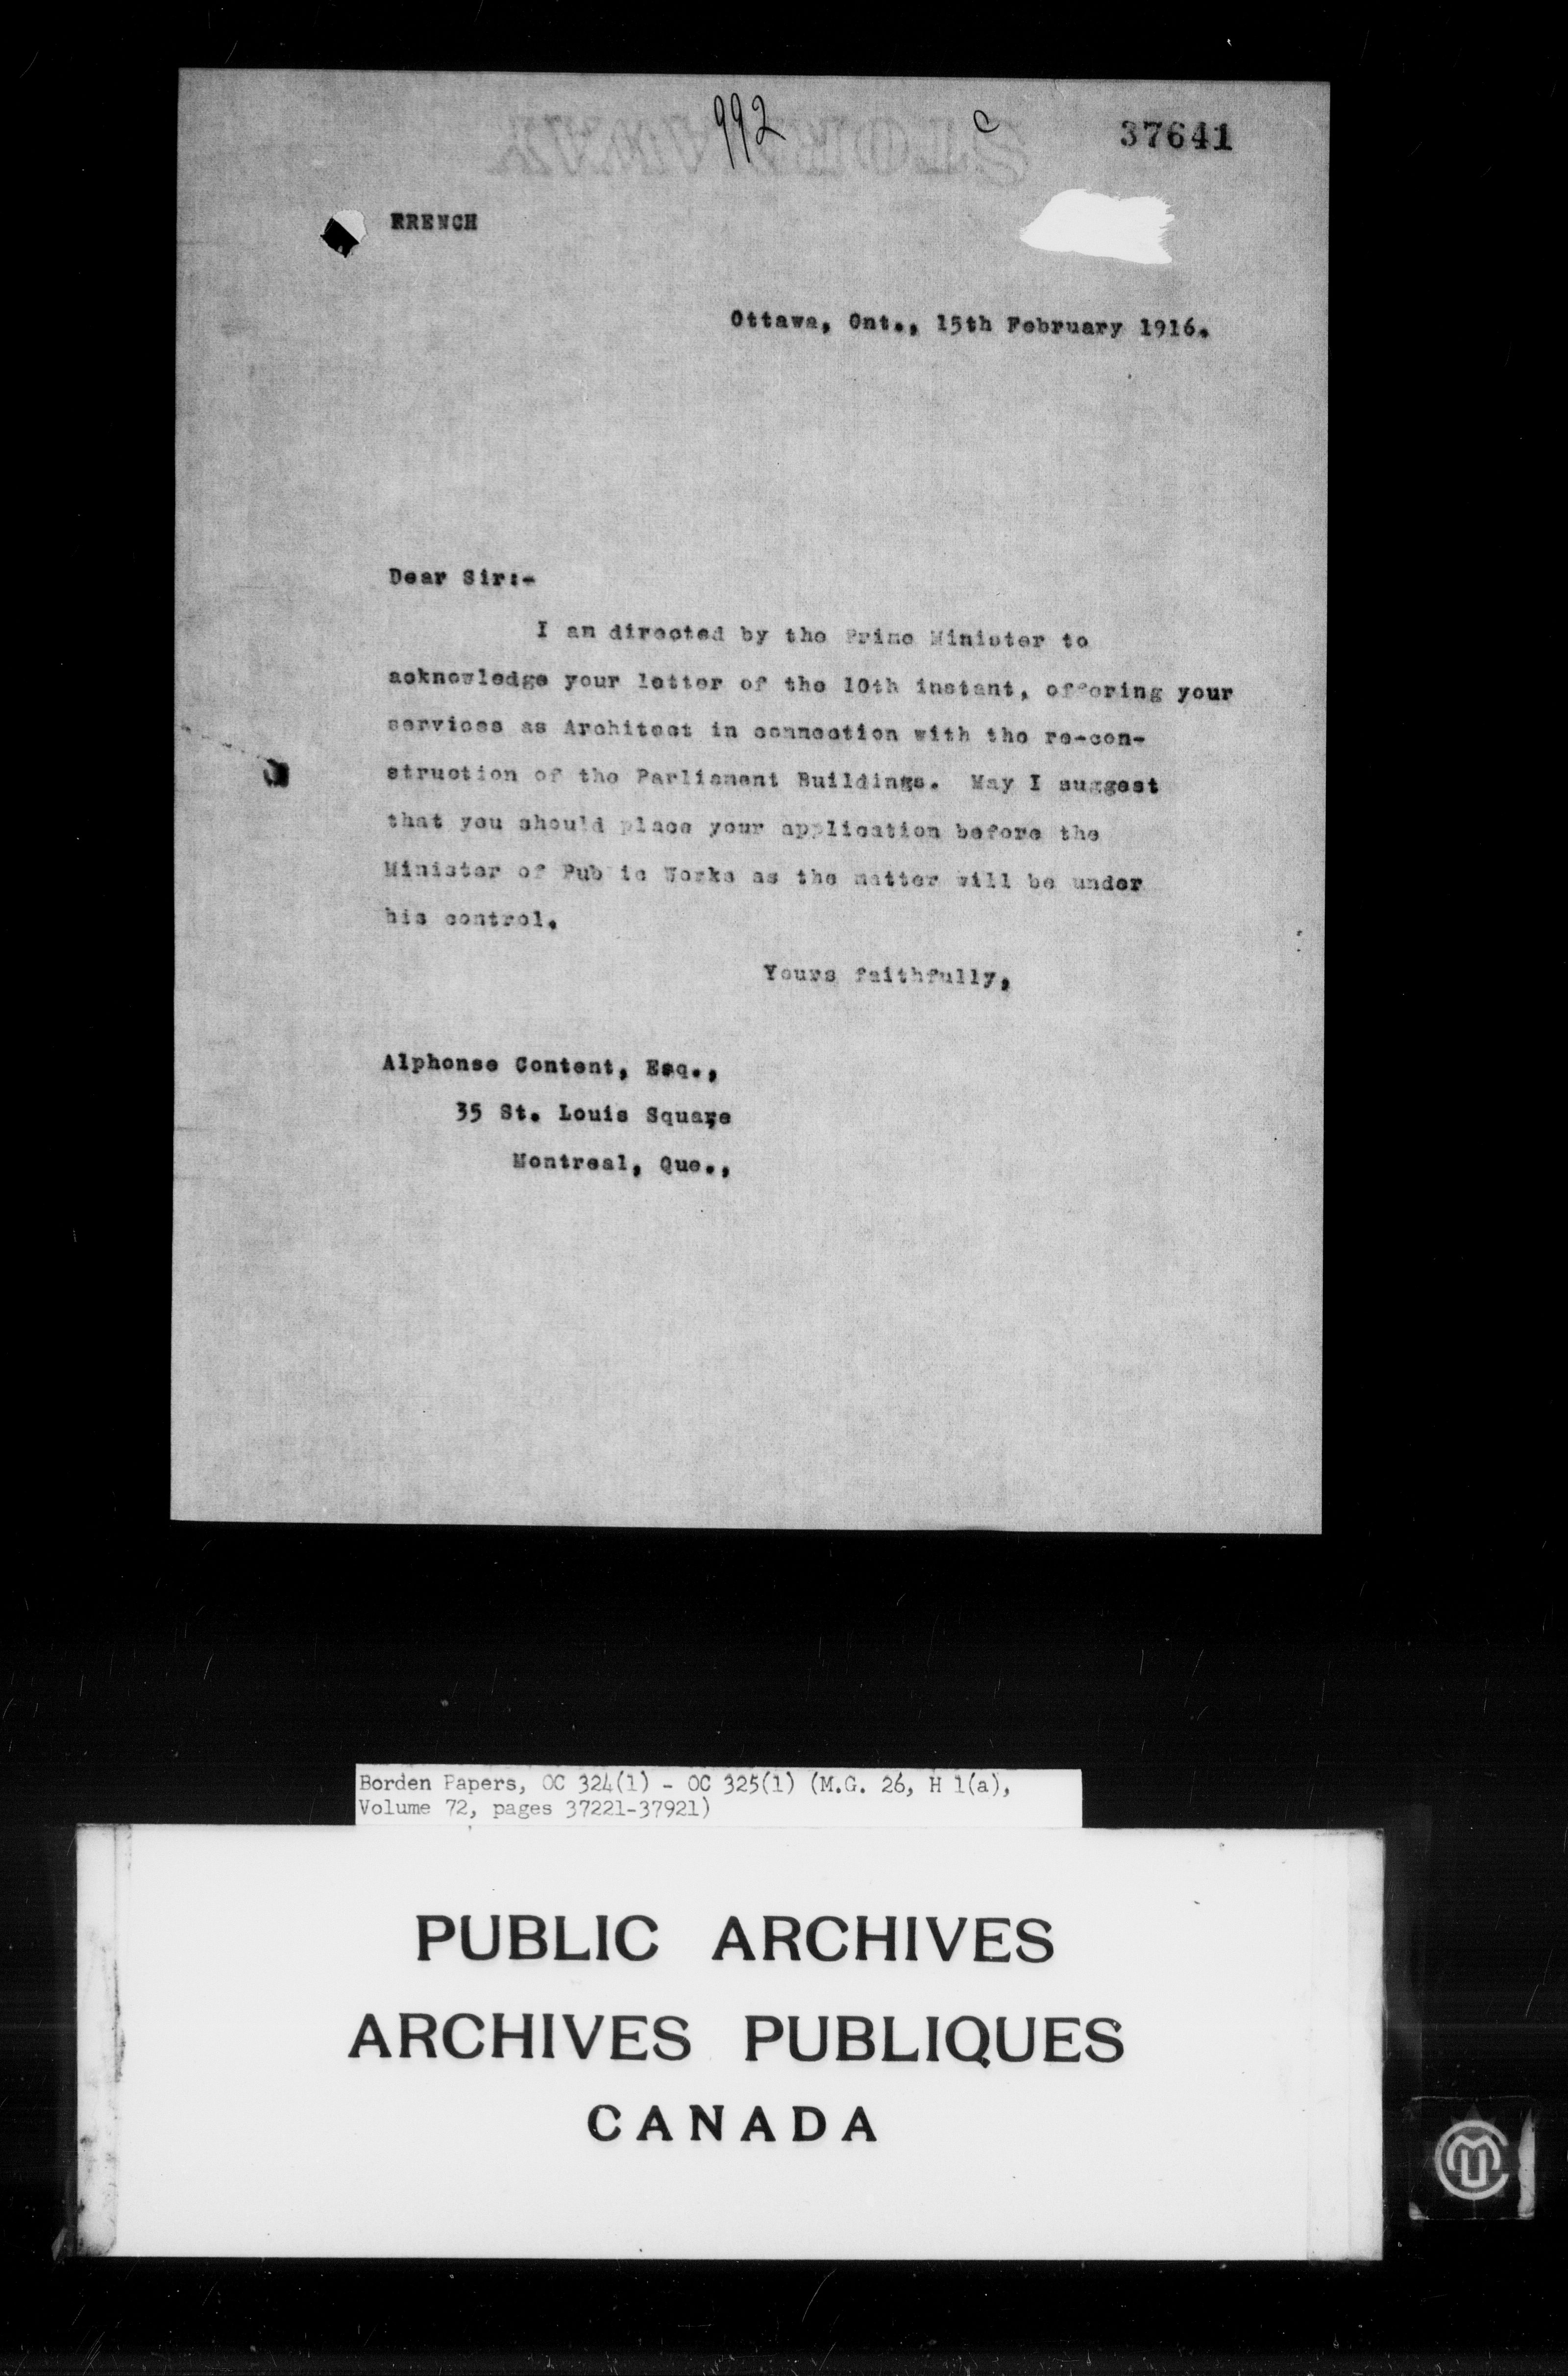 992
C
37641
FRENCH
Ottawa, Ont., 15th February 1916.
Dear Sir:-
I am directed by the Prime Minister to
acknowledge your letter of the 10th instant, offering your
services as Architect in connection with the re-con-
struction of the Parliament Buildings. May I suggest
that you should place your application before the
Minister of Public Works as the matter will be under
his control.
Yours faithfully,
Alphonse Content, Esq.,
35 St. Louis Square
Montreal, Que.,
Borden Papers, OC 324(1) - OC 325(1) (M.G. 26, H 1(a),
Volume 72, pages 37221-37921)
PUBLIC ARCHIVES
ARCHIVES PUBLIQUES
CANADA